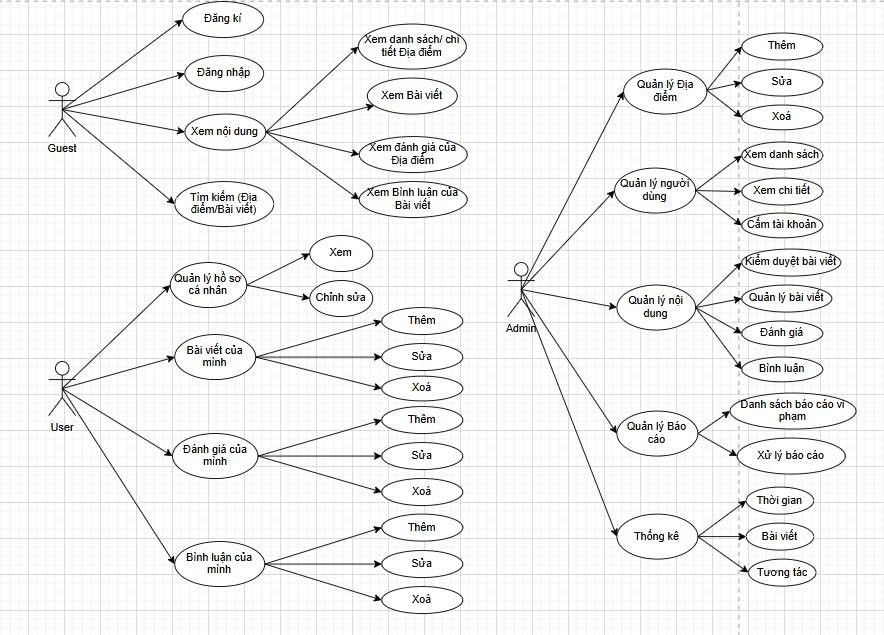 Đăng kí
Đăng nhập
Xem nội dung
Tìm kiếm (Địa
điểm/Bài viết)
Guest
Xem danh sách/ chi
tiết Địa điểm
Xem Bài viết
Xem đánh giá của
Địa điểm
Xem Bình luận của
Bài viết
Quản lý hồ sơ
cá nhân
Xem
Chỉnh sửa
Bài viết của
mình
Thêm
Sửa
Xoá
User
Đánh giá của
mình
Thêm
Sửa
Xoá
Bình luận của
mình
Thêm
Sửa
Xoá
Admin
Quản lý Địa
điểm
Thêm
Sửa
Xoá
Quản lý người
dùng
Xem danh sách
Xem chi tiết
Cấm tài khoản
Quản lý nội
dung
Kiểm duyệt bài viết
Quản lý bài viết
Đánh giá
Bình luận
Quản lý Báo
cáo
Danh sách báo cáo vi
phạm
Xử lý báo cáo
Thống kê
Thời gian
Bài viết
Tương tác